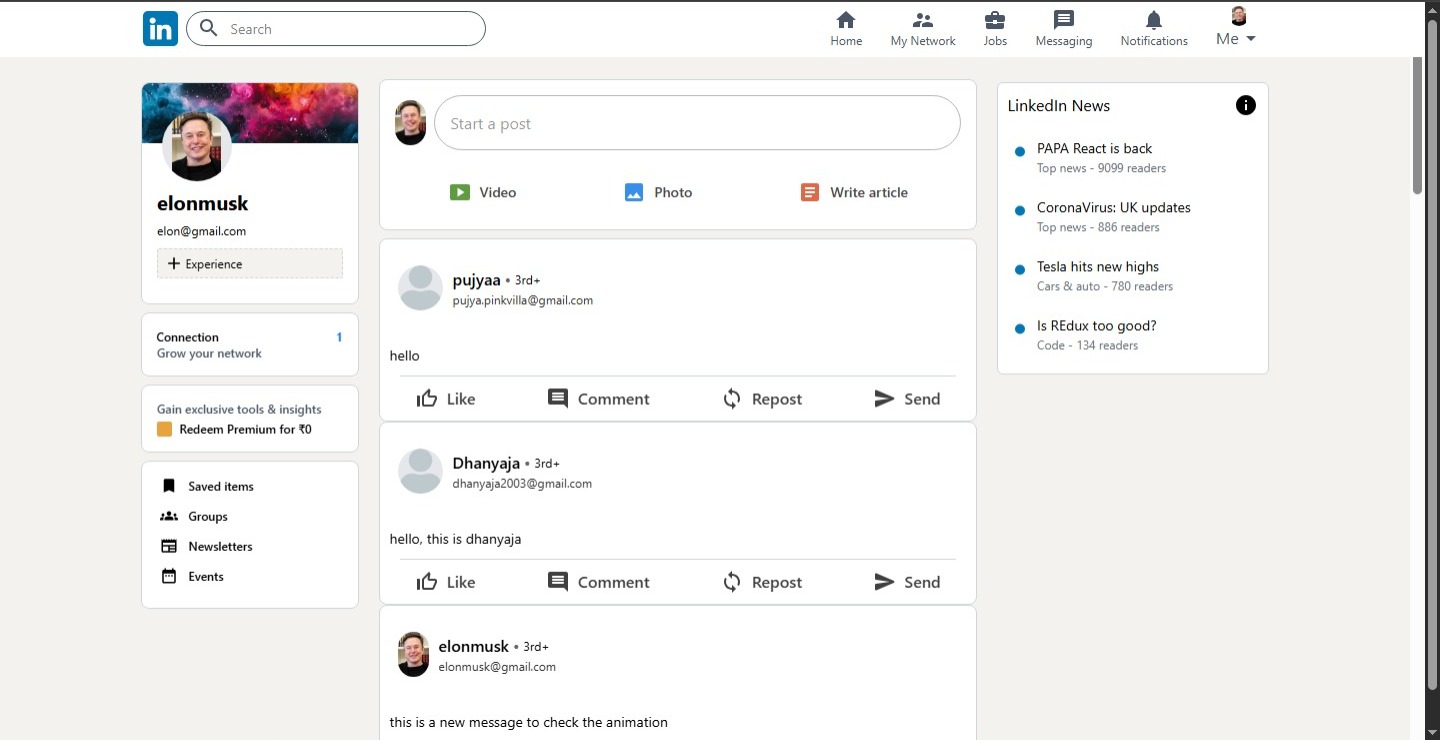 in
Search
Home
My Network
Jobs
Messaging
Notifications
Me
elonmusk
elon@gmail.com
+ Experience
Connection 1
Grow your network
Gain exclusive tools & insights
Redeem Premium for ₹0
Saved items
Groups
Newsletters
Events
Start a post
Video
Photo
Write article
pujyaa • 3rd+
pujya.pinkvilla@gmail.com
hello
Like
Comment
Repost
Send
Dhanyaja • 3rd+
dhanyaja2003@gmail.com
hello, this is dhanyaja
Like
Comment
Repost
Send
elonmusk • 3rd+
elonmusk@gmail.com
this is a new message to check the animation
LinkedIn News
PAPA React is back
Top news - 9099 readers
CoronaVirus: UK updates
Top news - 886 readers
Tesla hits new highs
Cars & auto - 780 readers
Is REdux too good?
Code - 134 readers